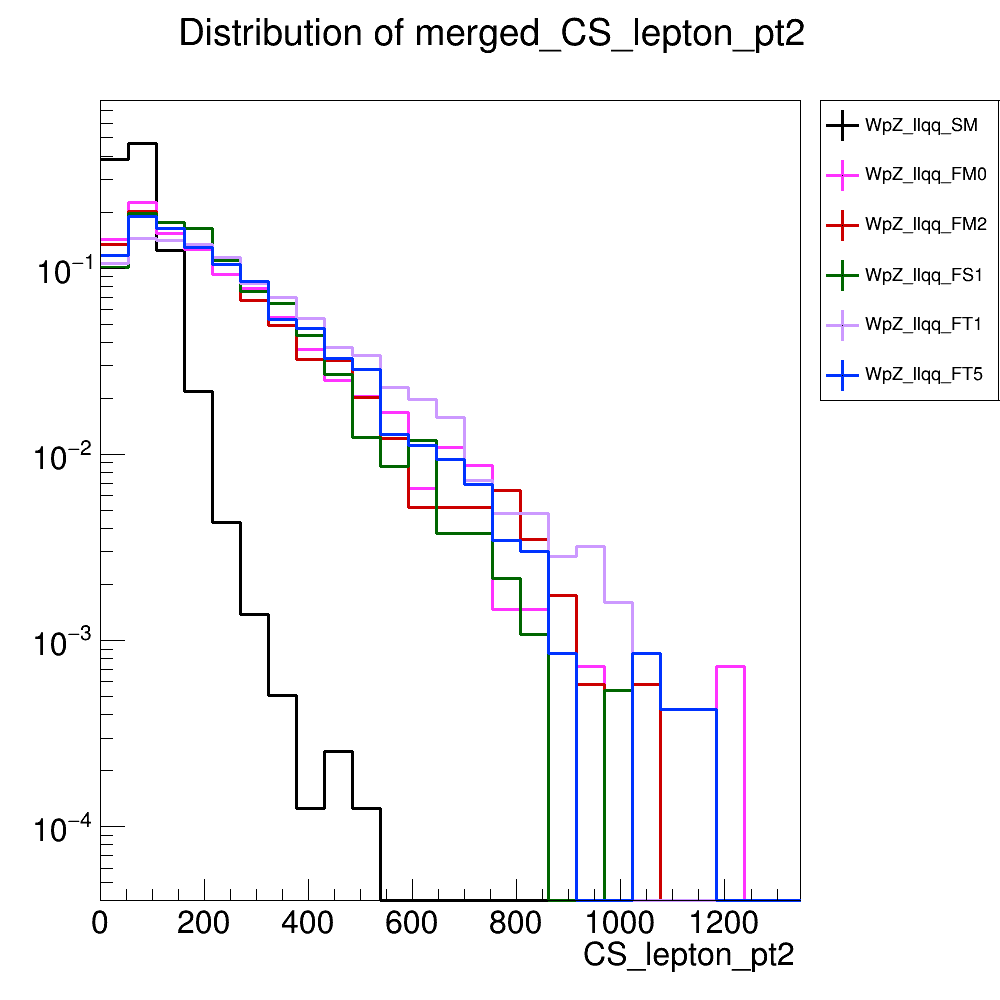 Distribution of merged_CS_lepton_pt2
WpZ_llqq_SM
WpZ_llqq_FM0
WpZ_llqq_FM2
WpZ_llqq_FS1
WpZ_llqq_FT1
WpZ_llqq_FT5
10⁻¹
10⁻²
10⁻³
10⁻⁴
0 200 400 600 800 1000 1200
CS_lepton_pt2